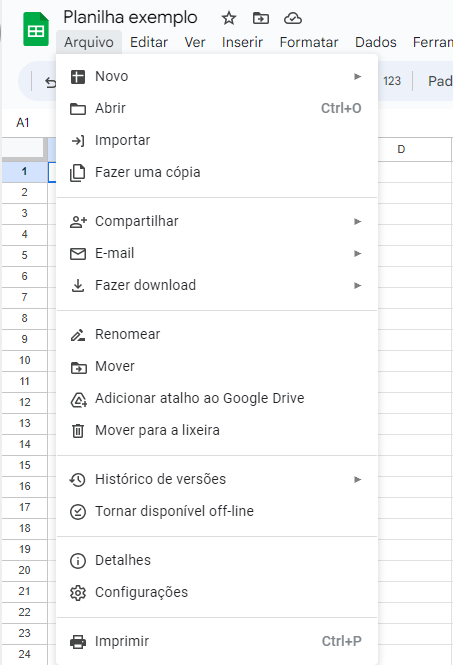 Planilha exemplo
Arquivo Editar Ver Inserir Formatar Dados Ferram
123 Pad
A1
D
Novo
Abrir Ctrl+O
Importar
Fazer uma cópia
Compartilhar
E-mail
Fazer download
Renomear
Mover
Adicionar atalho ao Google Drive
Mover para a lixeira
Histórico de versões
Tornar disponível off-line
Detalhes
Configurações
Imprimir Ctrl+P
1
2
3
4
5
6
7
8
9
10
11
12
13
14
15
16
17
18
19
20
21
22
23
24